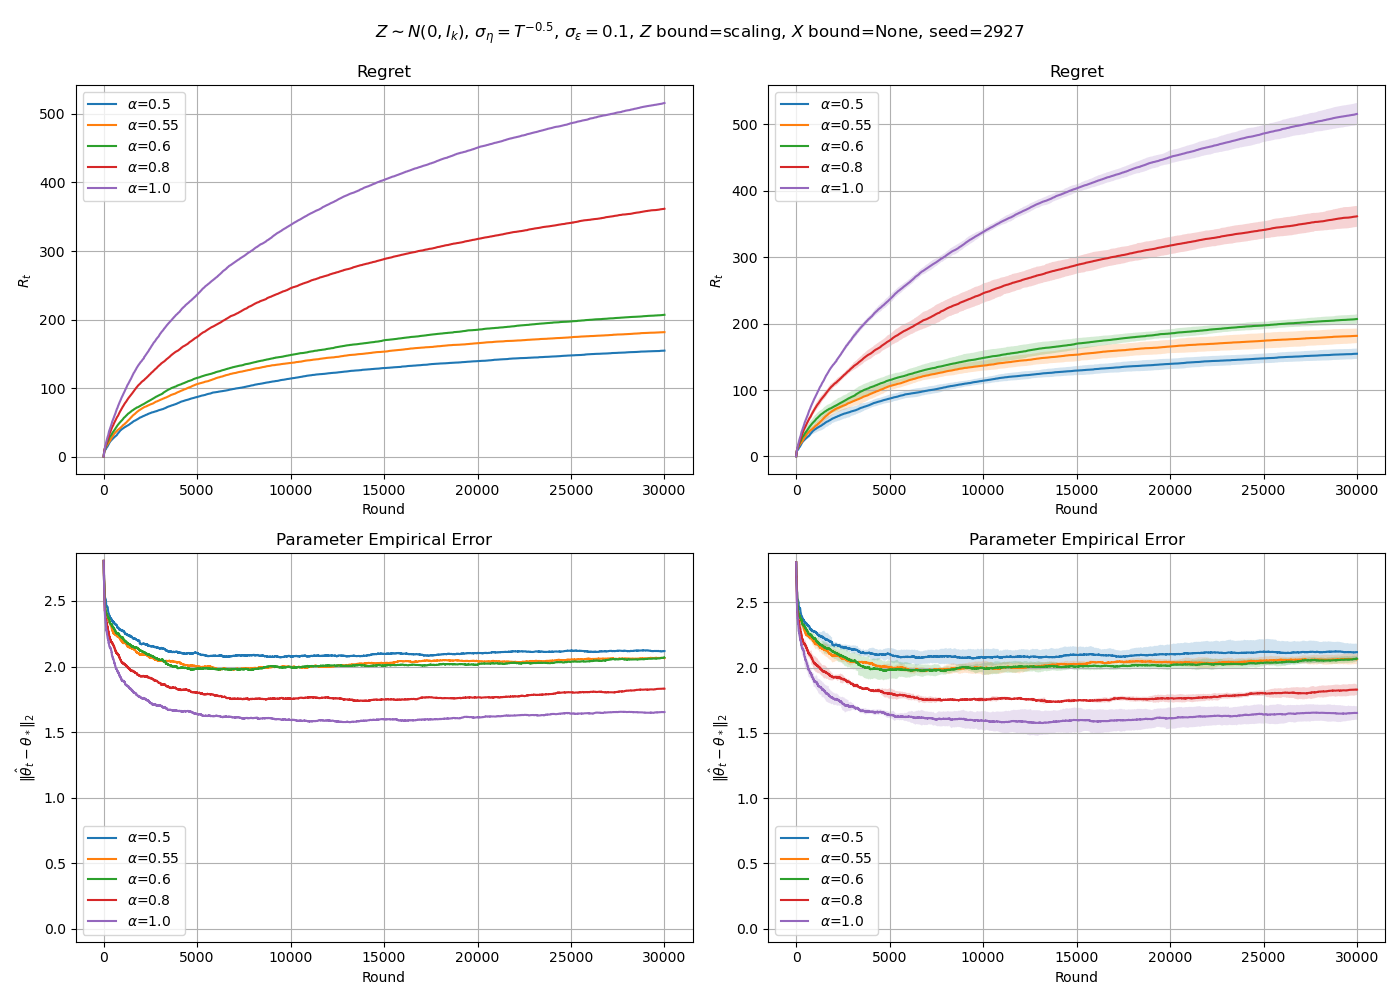 Z ∼ N(0, I_k), σ_η = T^{−0.5}, σ_ε = 0.1, Z bound=scaling, X bound=None, seed=2927
Regret
R_t
500
400
300
200
100
0
α=0.5
α=0.55
α=0.6
α=0.8
α=1.0
0 5000 10000 15000 20000 25000 30000
Round
Regret
R_t
500
400
300
200
100
0
α=0.5
α=0.55
α=0.6
α=0.8
α=1.0
0 5000 10000 15000 20000 25000 30000
Round
Parameter Empirical Error
‖θ̂_t − θ_*‖_2
2.5
2.0
1.5
1.0
0.5
0.0
α=0.5
α=0.55
α=0.6
α=0.8
α=1.0
0 5000 10000 15000 20000 25000 30000
Round
Parameter Empirical Error
‖θ̂_t − θ_*‖_2
2.5
2.0
1.5
1.0
0.5
0.0
α=0.5
α=0.55
α=0.6
α=0.8
α=1.0
0 5000 10000 15000 20000 25000 30000
Round